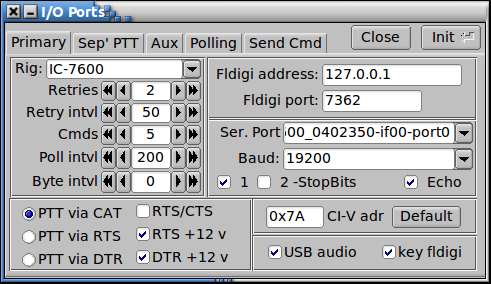 I/O Ports
Primary Sep' PTT Aux Polling Send Cmd Close Init
Rig: IC-7600
Retries 2
Retry intvl 50
Cmds 5
Poll intvl 200
Byte intvl 0
Fldigi address: 127.0.0.1
Fldigi port: 7362
Ser. Port 00_0402350-if00-port0
Baud: 19200
1 2 -StopBits Echo
PTT via CAT RTS/CTS
PTT via RTS RTS +12 v
PTT via DTR DTR +12 v
0x7A CI-V adr Default
USB audio key fldigi